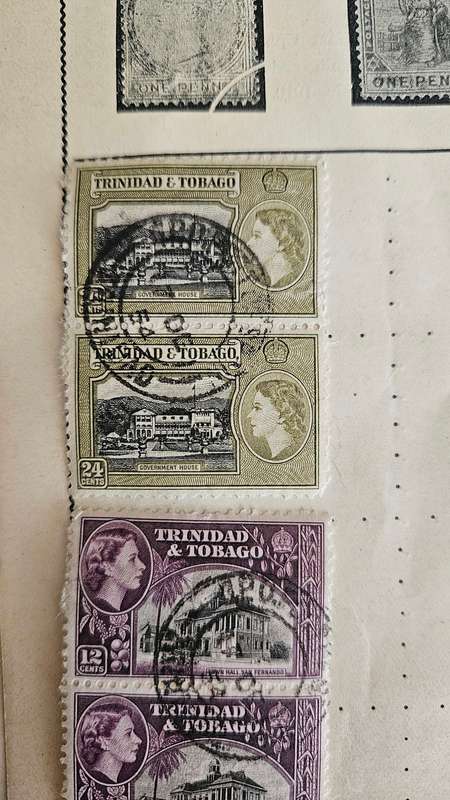 ONE PENN
ONE PENN
TRINIDAD & TOBAGO
GOVERNMENT HOUSE
TRINIDAD & TOBAGO
GOVERNMENT HOUSE
24
CENTS
TRINIDAD
& TOBAGO
TOWN HALL SAN FERNANDO
12
CENTS
TRINIDAD
& TOBAGO